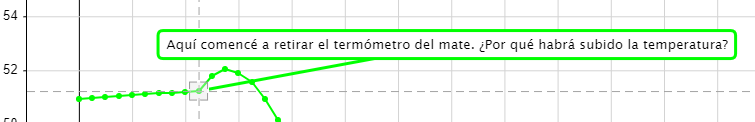 54
Aquí comencé a retirar el termómetro del mate. ¿Por qué habrá subido la temperatura?
52